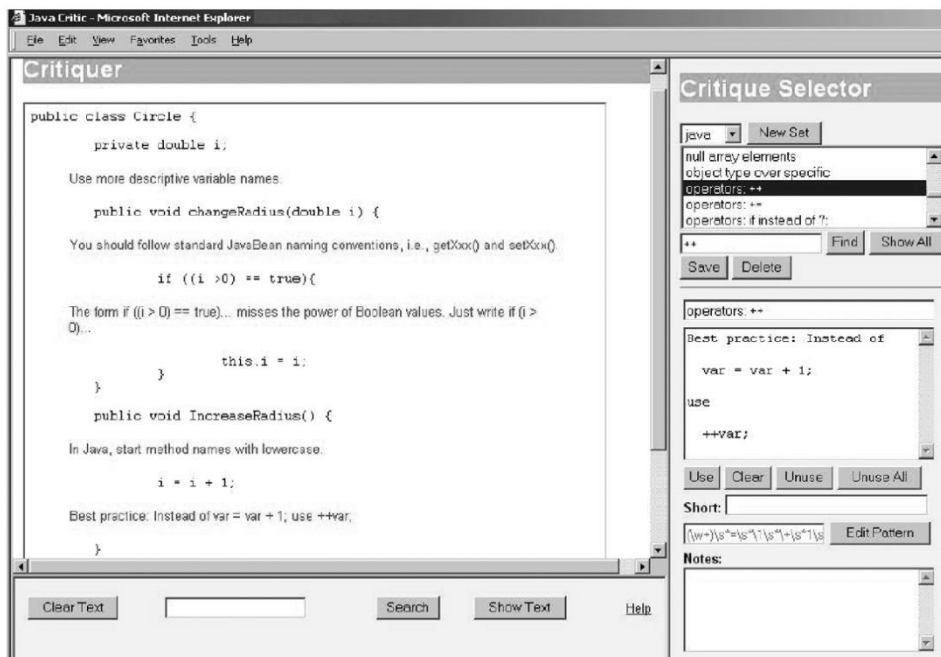 Java Critic - Microsoft Internet Explorer
File Edit View Favorites Tools Help
Critiquer
public class Circle {
private double i;
Use more descriptive variable names.
public void changeRadius(double i) {
You should follow standard JavaBean naming conventions, i.e., getXxx() and setXxx().
if ((i >0) == true){
The form if ((i > 0) == true)... misses the power of Boolean values. Just write if (i >
0)...
this.i = i;
}
}
public void IncreaseRadius() {
In Java, start method names with lowercase.
i = i + 1;
Best practice: Instead of var = var + 1; use ++var;
}
Clear Text Search Show Text Help
Critique Selector
java New Set
null array elements
object type over specific
operators: ++
operators: +=
operators: if instead of ?:
++ Find Show All
Save Delete
operators: ++
Best practice: Instead of
var = var + 1;
use
++var;
Use Clear Unuse Unuse All
Short:
(\w+)\s*=\s*\1\s*\+\s*1\s Edit Pattern
Notes: